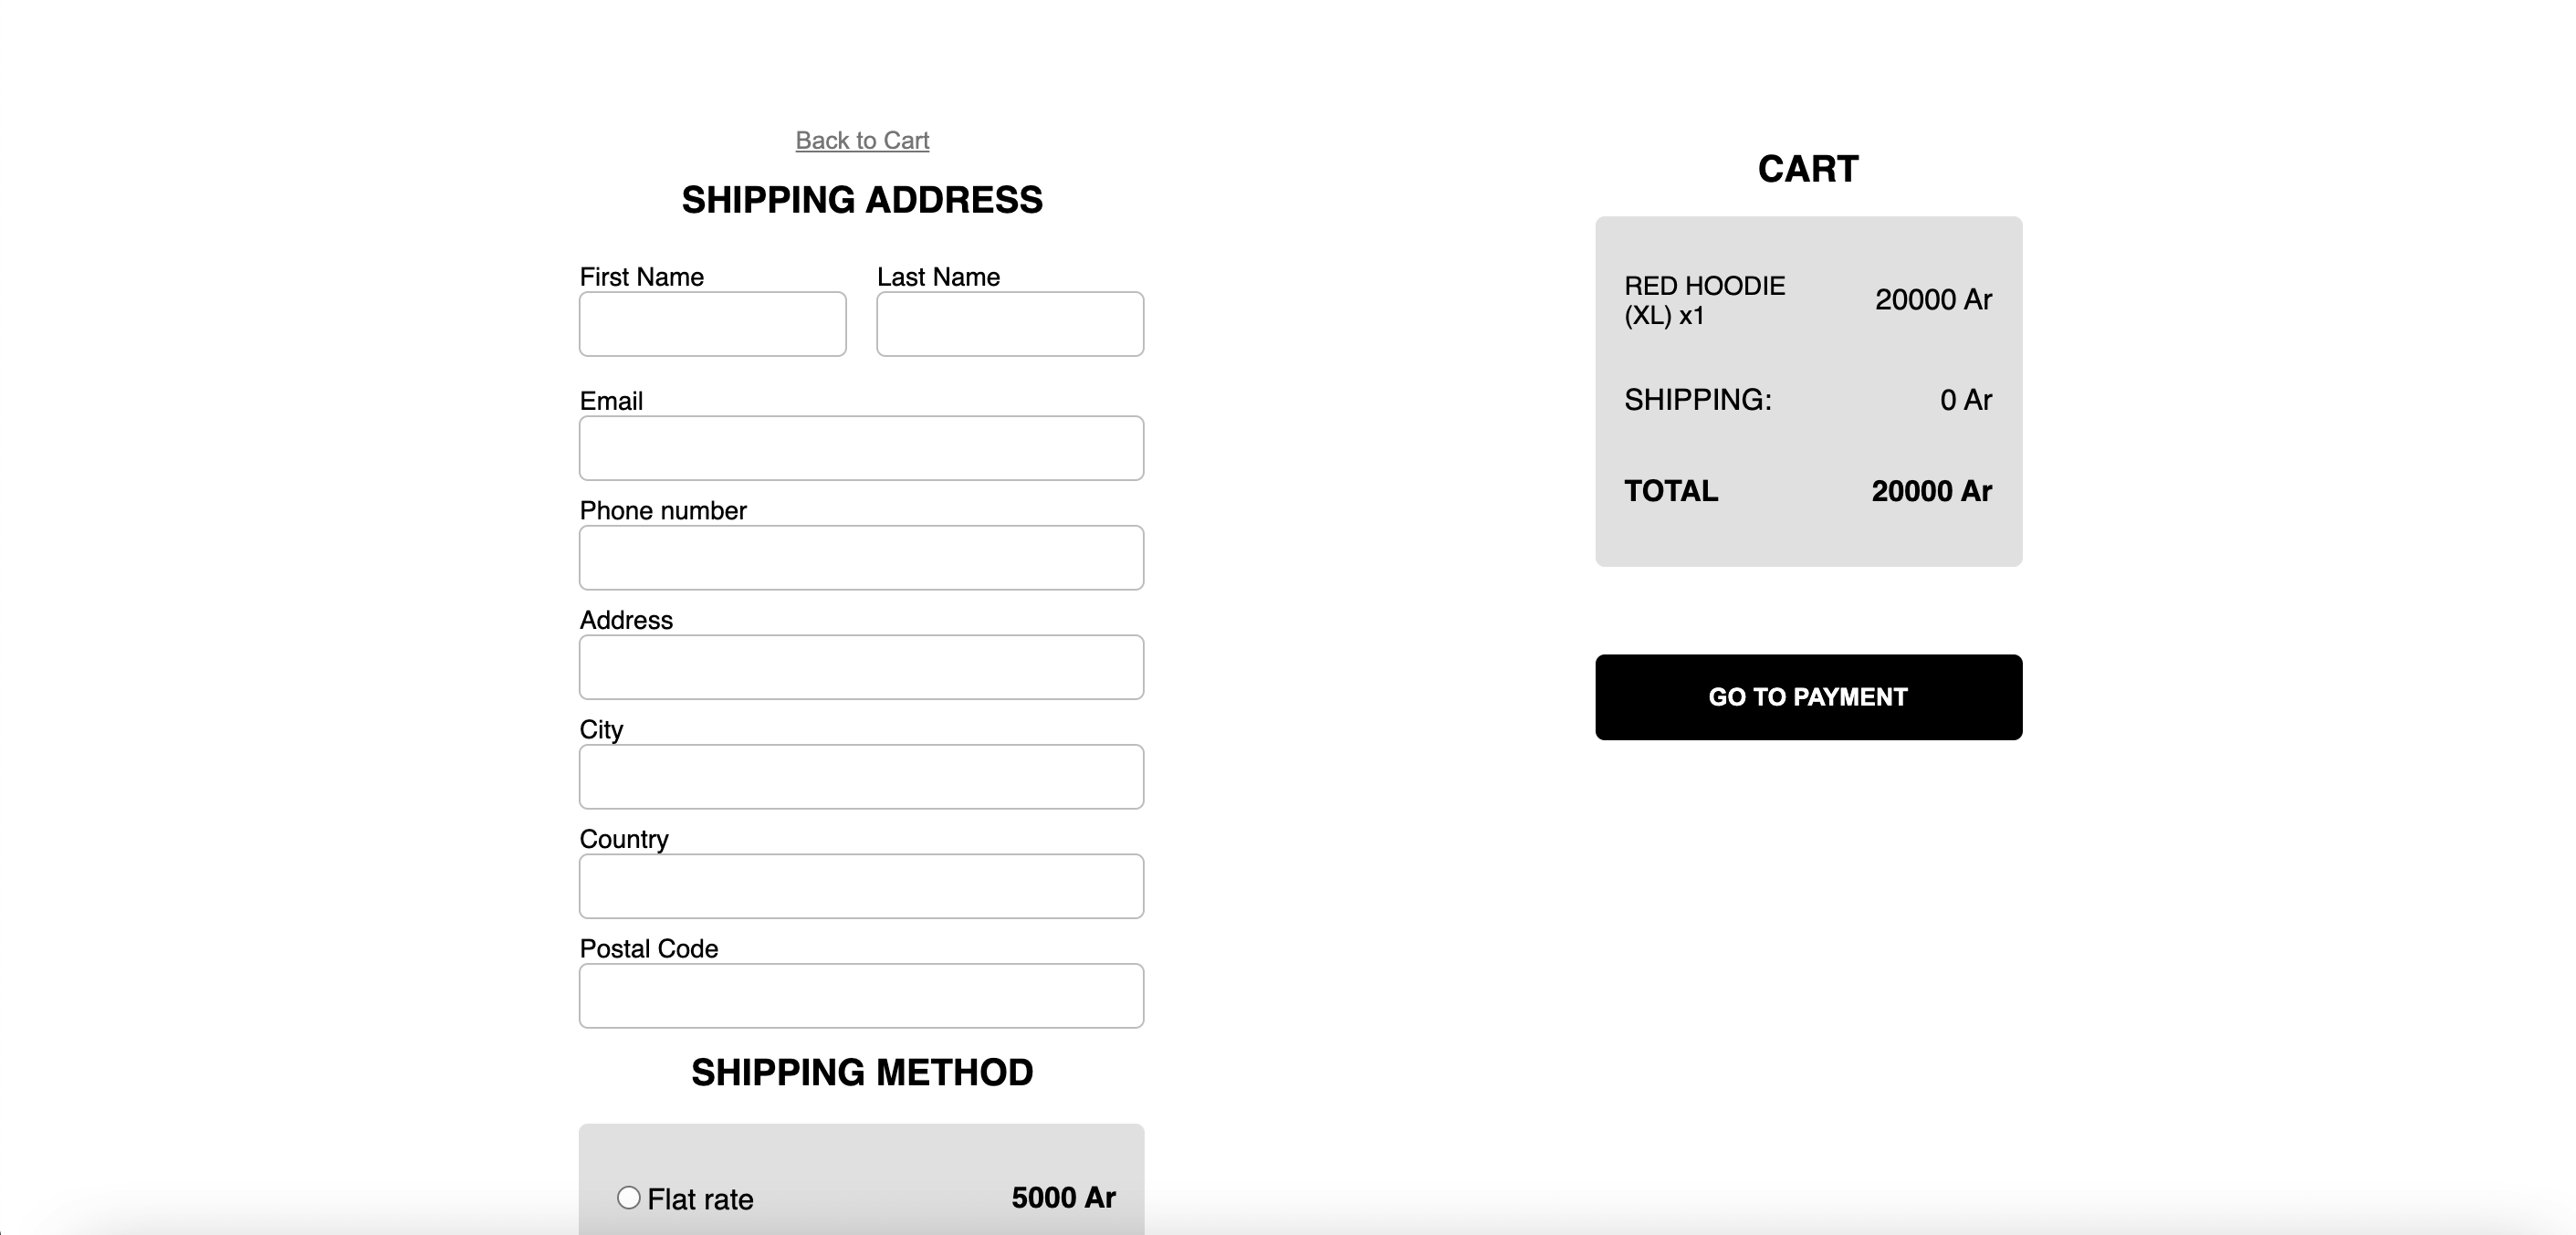 Back to Cart
SHIPPING ADDRESS
First Name
Last Name
Email
Phone number
Address
City
Country
Postal Code
SHIPPING METHOD
Flat rate
5000 Ar
CART
RED HOODIE
(XL) x1
20000 Ar
SHIPPING:
0 Ar
TOTAL
20000 Ar
GO TO PAYMENT